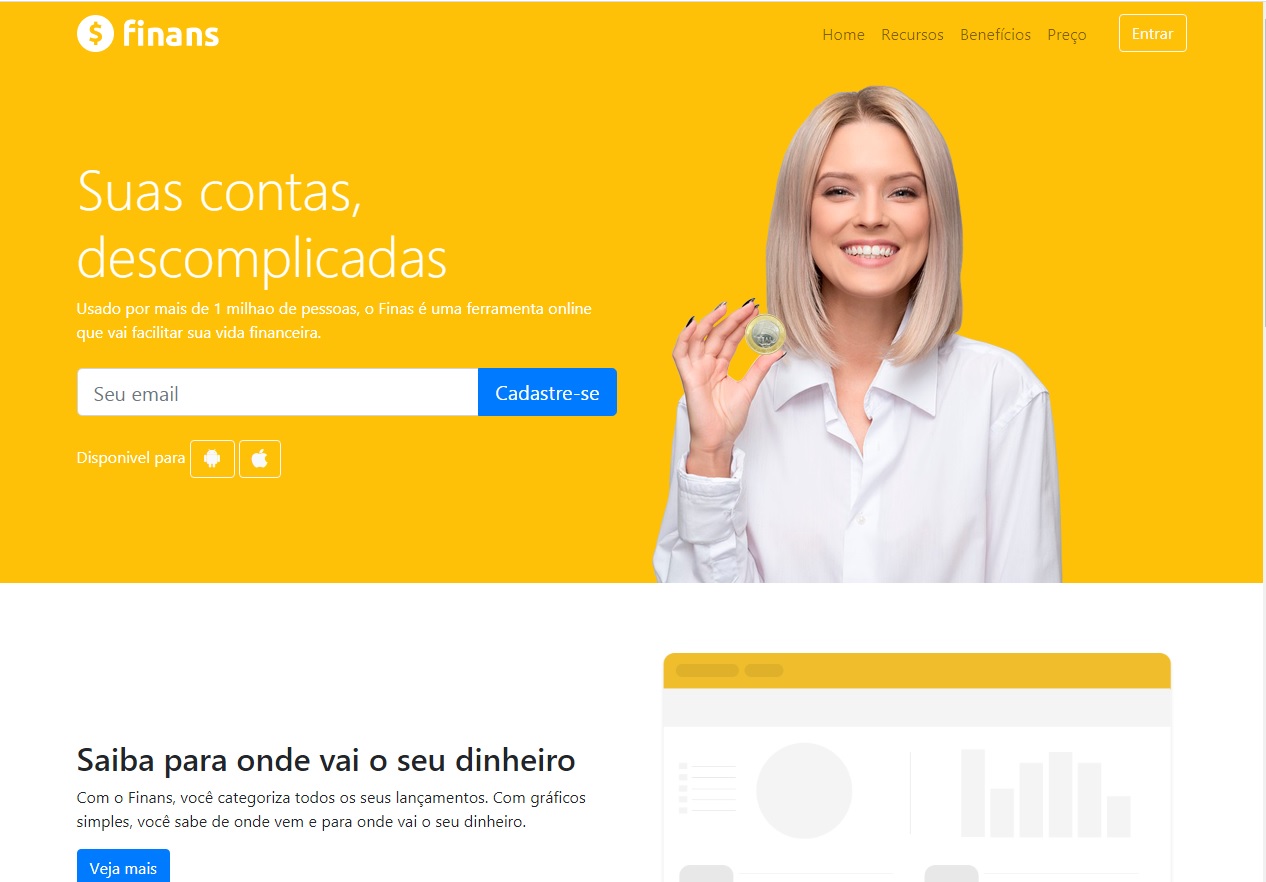 finans
Home Recursos Benefícios Preço Entrar
Suas contas,
descomplicadas
Usado por mais de 1 milhao de pessoas, o Finas é uma ferramenta online
que vai facilitar sua vida financeira.
Seu email Cadastre-se
Disponivel para
Saiba para onde vai o seu dinheiro
Com o Finans, você categoriza todos os seus lançamentos. Com gráficos
simples, você sabe de onde vem e para onde vai o seu dinheiro.
Veja mais